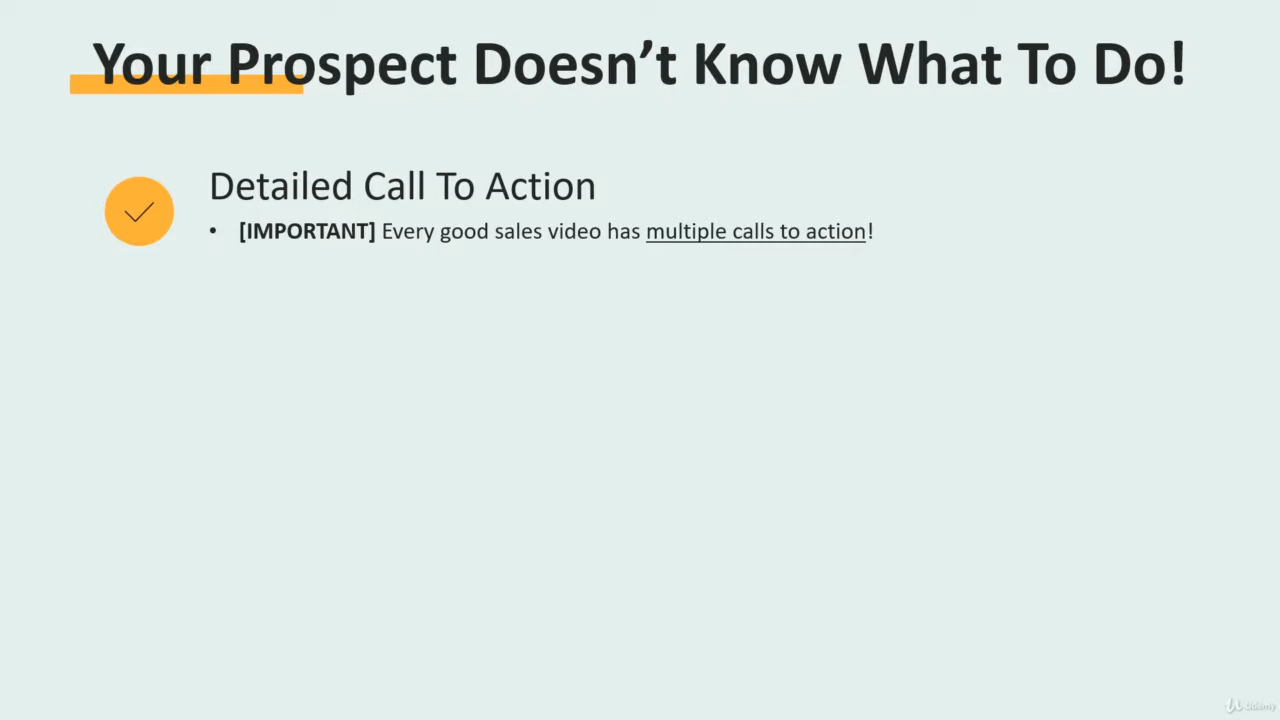 Your Prospect Doesn’t Know What To Do!
Detailed Call To Action
• [IMPORTANT] Every good sales video has multiple calls to action!
Udemy